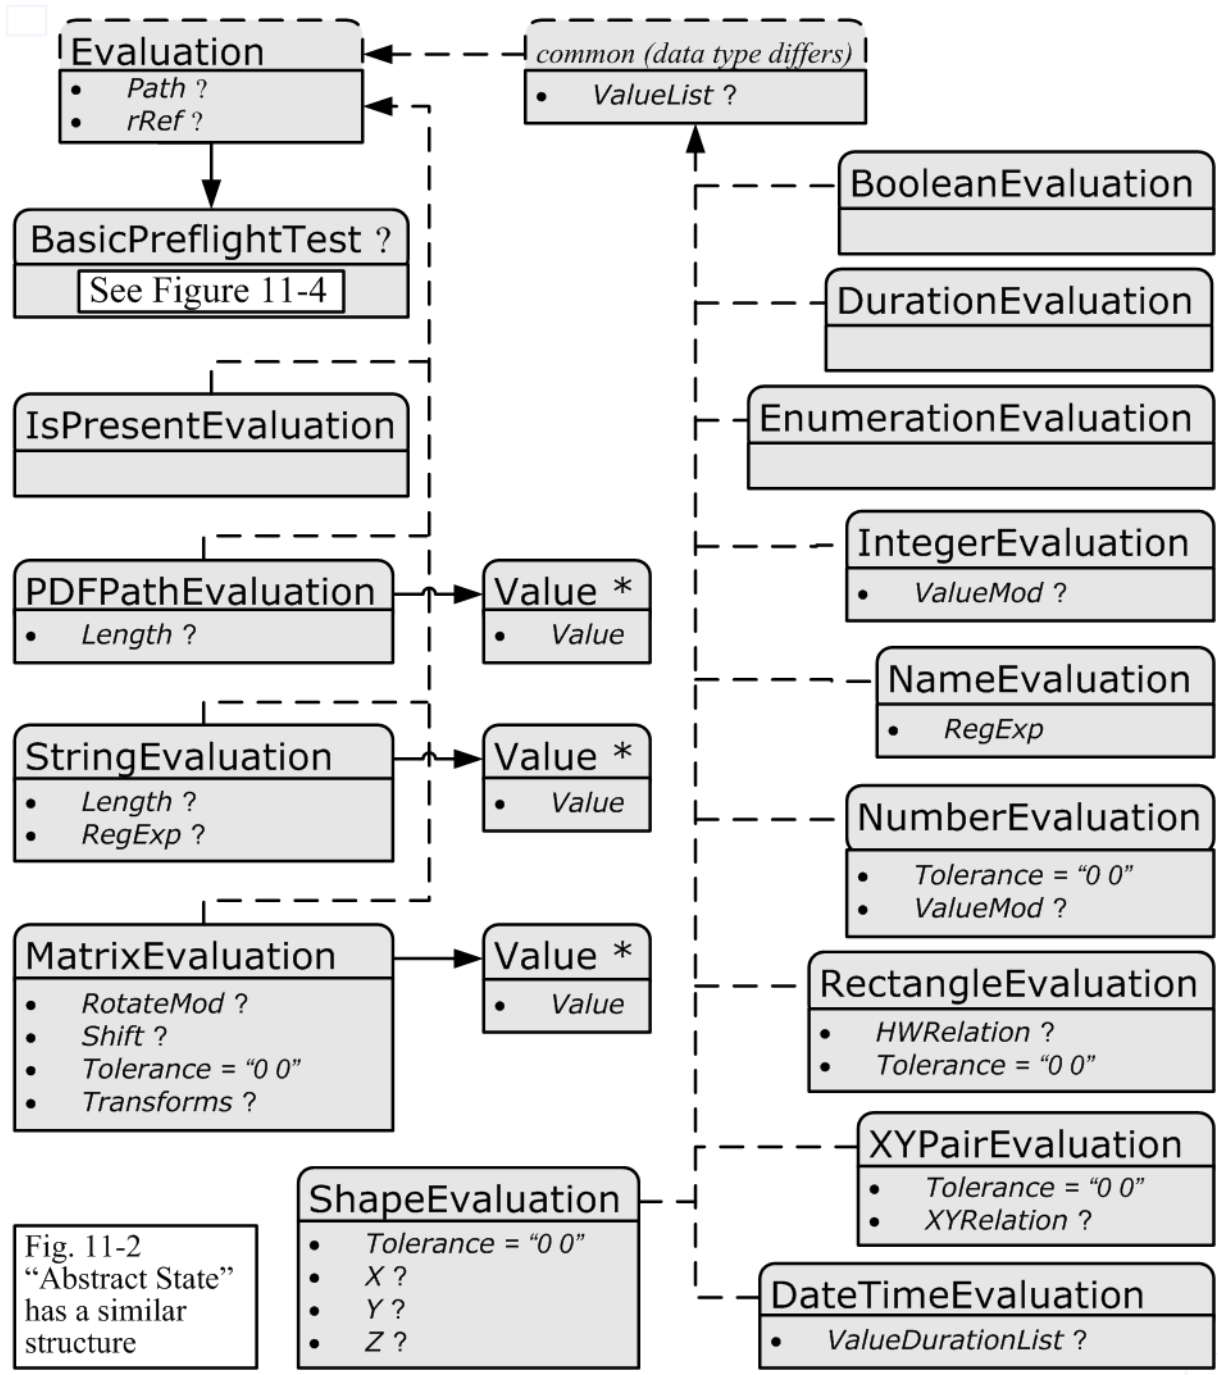 Evaluation
• Path ?
• rRef ?
common (data type differs)
• ValueList ?
BasicPreflightTest ?
See Figure 11-4
IsPresentEvaluation
PDFPathEvaluation
• Length ?
Value *
• Value
StringEvaluation
• Length ?
• RegExp ?
Value *
• Value
MatrixEvaluation
• RotateMod ?
• Shift ?
• Tolerance = “0 0”
• Transforms ?
Value *
• Value
BooleanEvaluation
DurationEvaluation
EnumerationEvaluation
IntegerEvaluation
• ValueMod ?
NameEvaluation
• RegExp
NumberEvaluation
• Tolerance = “0 0”
• ValueMod ?
RectangleEvaluation
• HWRelation ?
• Tolerance = “0 0”
XYPairEvaluation
• Tolerance = “0 0”
• XYRelation ?
DateTimeEvaluation
• ValueDurationList ?
ShapeEvaluation
• Tolerance = “0 0”
• X ?
• Y ?
• Z ?
Fig. 11-2
“Abstract State”
has a similar
structure